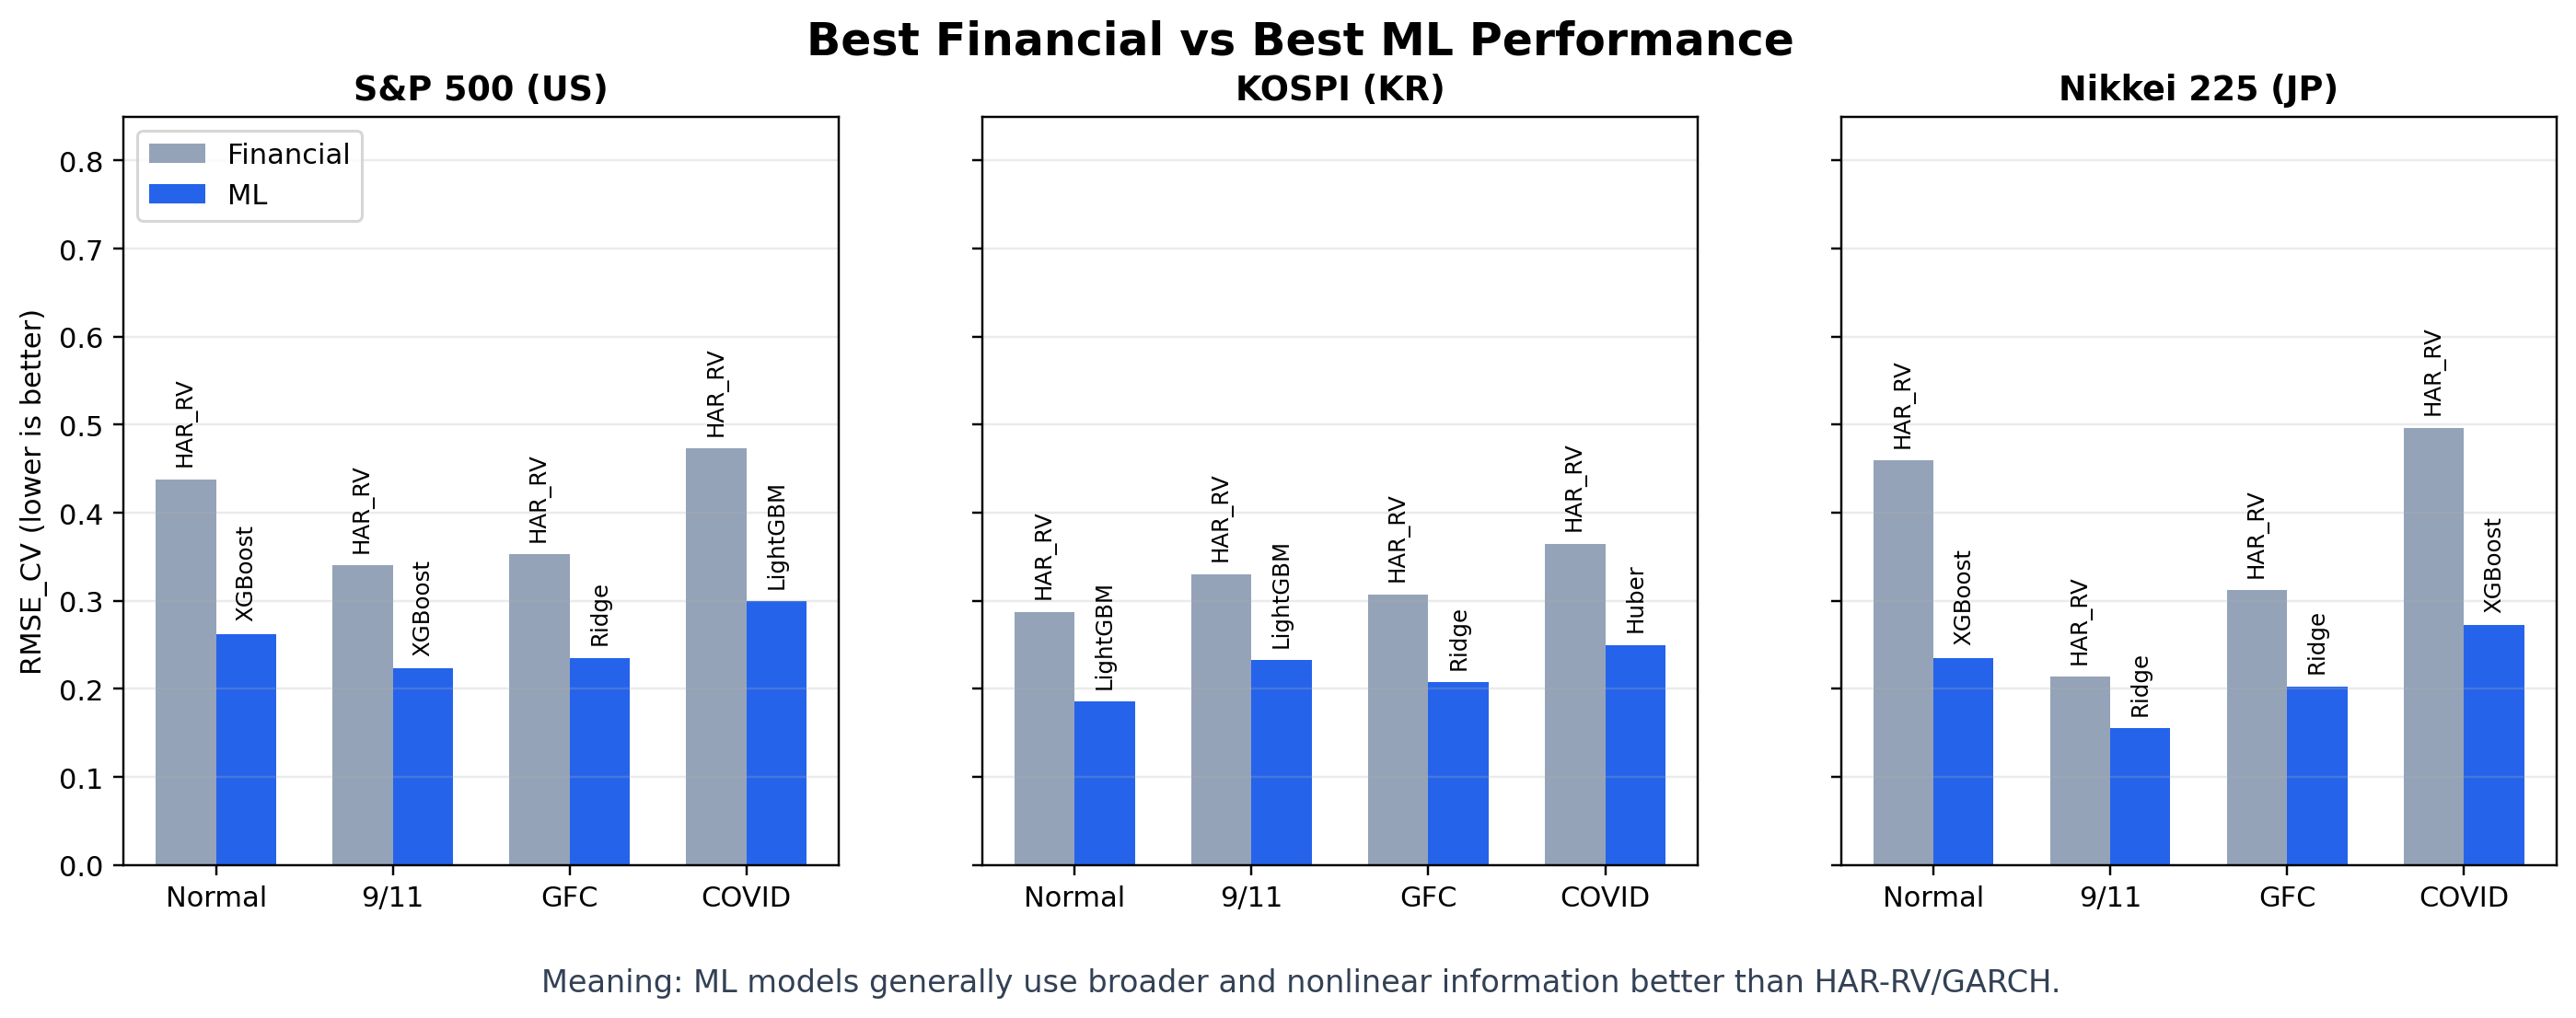 Best Financial vs Best ML Performance
S&P 500 (US)
Financial
ML
RMSE_CV (lower is better)
0.8
0.7
0.6
0.5
0.4
0.3
0.2
0.1
0.0
HAR_RV
XGBoost
HAR_RV
XGBoost
HAR_RV
Ridge
HAR_RV
LightGBM
Normal
9/11
GFC
COVID
KOSPI (KR)
HAR_RV
LightGBM
HAR_RV
LightGBM
HAR_RV
Ridge
HAR_RV
Huber
Normal
9/11
GFC
COVID
Nikkei 225 (JP)
HAR_RV
XGBoost
HAR_RV
Ridge
HAR_RV
Ridge
HAR_RV
XGBoost
Normal
9/11
GFC
COVID
Meaning: ML models generally use broader and nonlinear information better than HAR-RV/GARCH.